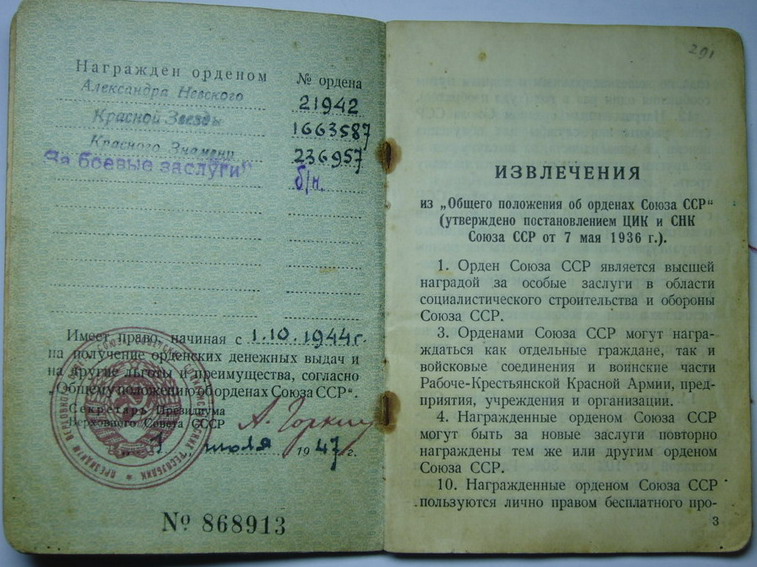 Награждён орденом № ордена
Александра Невского 21942
Красной Звезды 1663587
Красного Знамени 236957
"За боевые заслуги" б/н.
Имеет право, начиная с 1.10.1944 г.
на получение орденских денежных выдач и
на другие льготы и преимущества, согласно
„Общему положению об орденах Союза ССР".
Секретарь Президиума
Верховного Совета СССР А. Горкин
„7" июля 1947 г.
№ 868913
291
ИЗВЛЕЧЕНИЯ
из „Общего положения об орденах Союза ССР"
(утверждено постановлением ЦИК и СНК
Союза ССР от 7 мая 1936 г.).
1. Орден Союза ССР является высшей
наградой за особые заслуги в области
социалистического строительства и обороны
Союза ССР.
3. Орденами Союза ССР могут награ-
ждаться как отдельные граждане, так и
войсковые соединения и воинские части
Рабоче-Крестьянской Красной Армии, пред-
приятия, учреждения и организации.
4. Награжденные орденом Союза ССР
могут быть за новые заслуги повторно
награждены тем же или другим орденом
Союза ССР.
10. Награжденные орденом Союза ССР
пользуются лично правом бесплатного про-
3